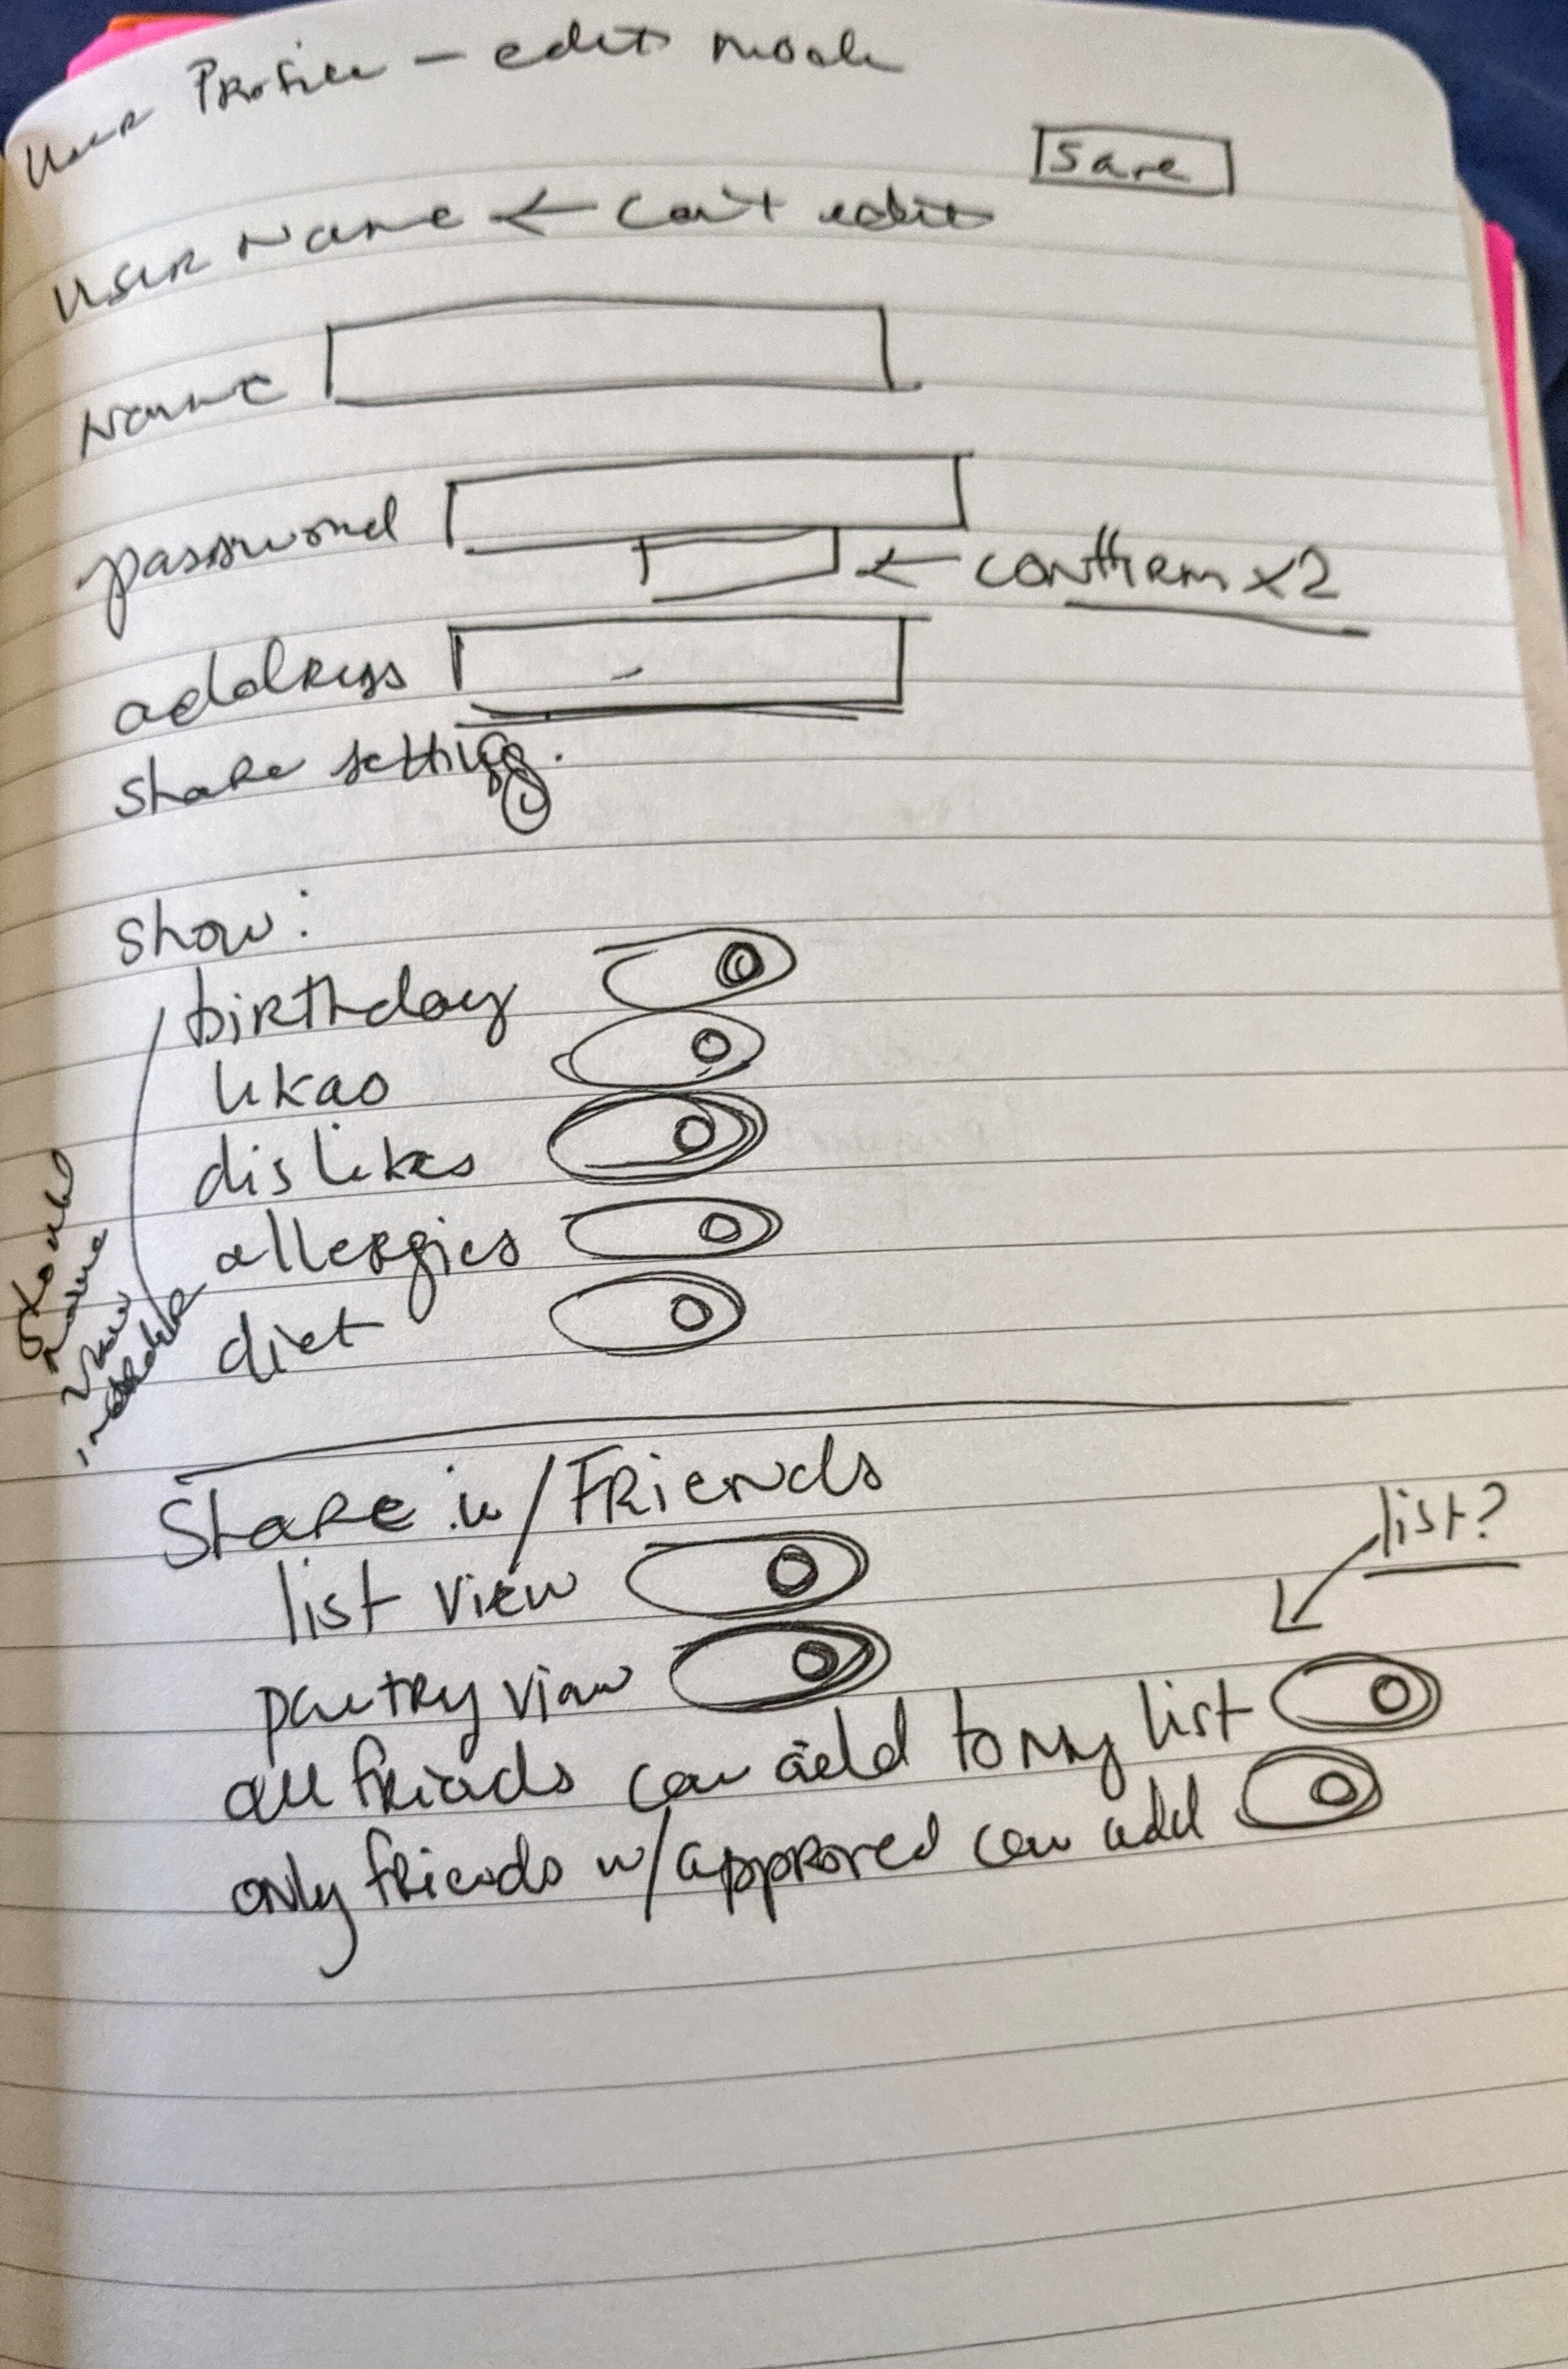 User Profile - edit mode
Save
User Name ← can't edit
Name
password
← confirm x2
address
share settings.
show:
birthday
likes
dislikes
allergies
diet
name
view
Share w/ Friends
list view
list?
pantry view
all friends can add to my list
only friends w/ approved can add